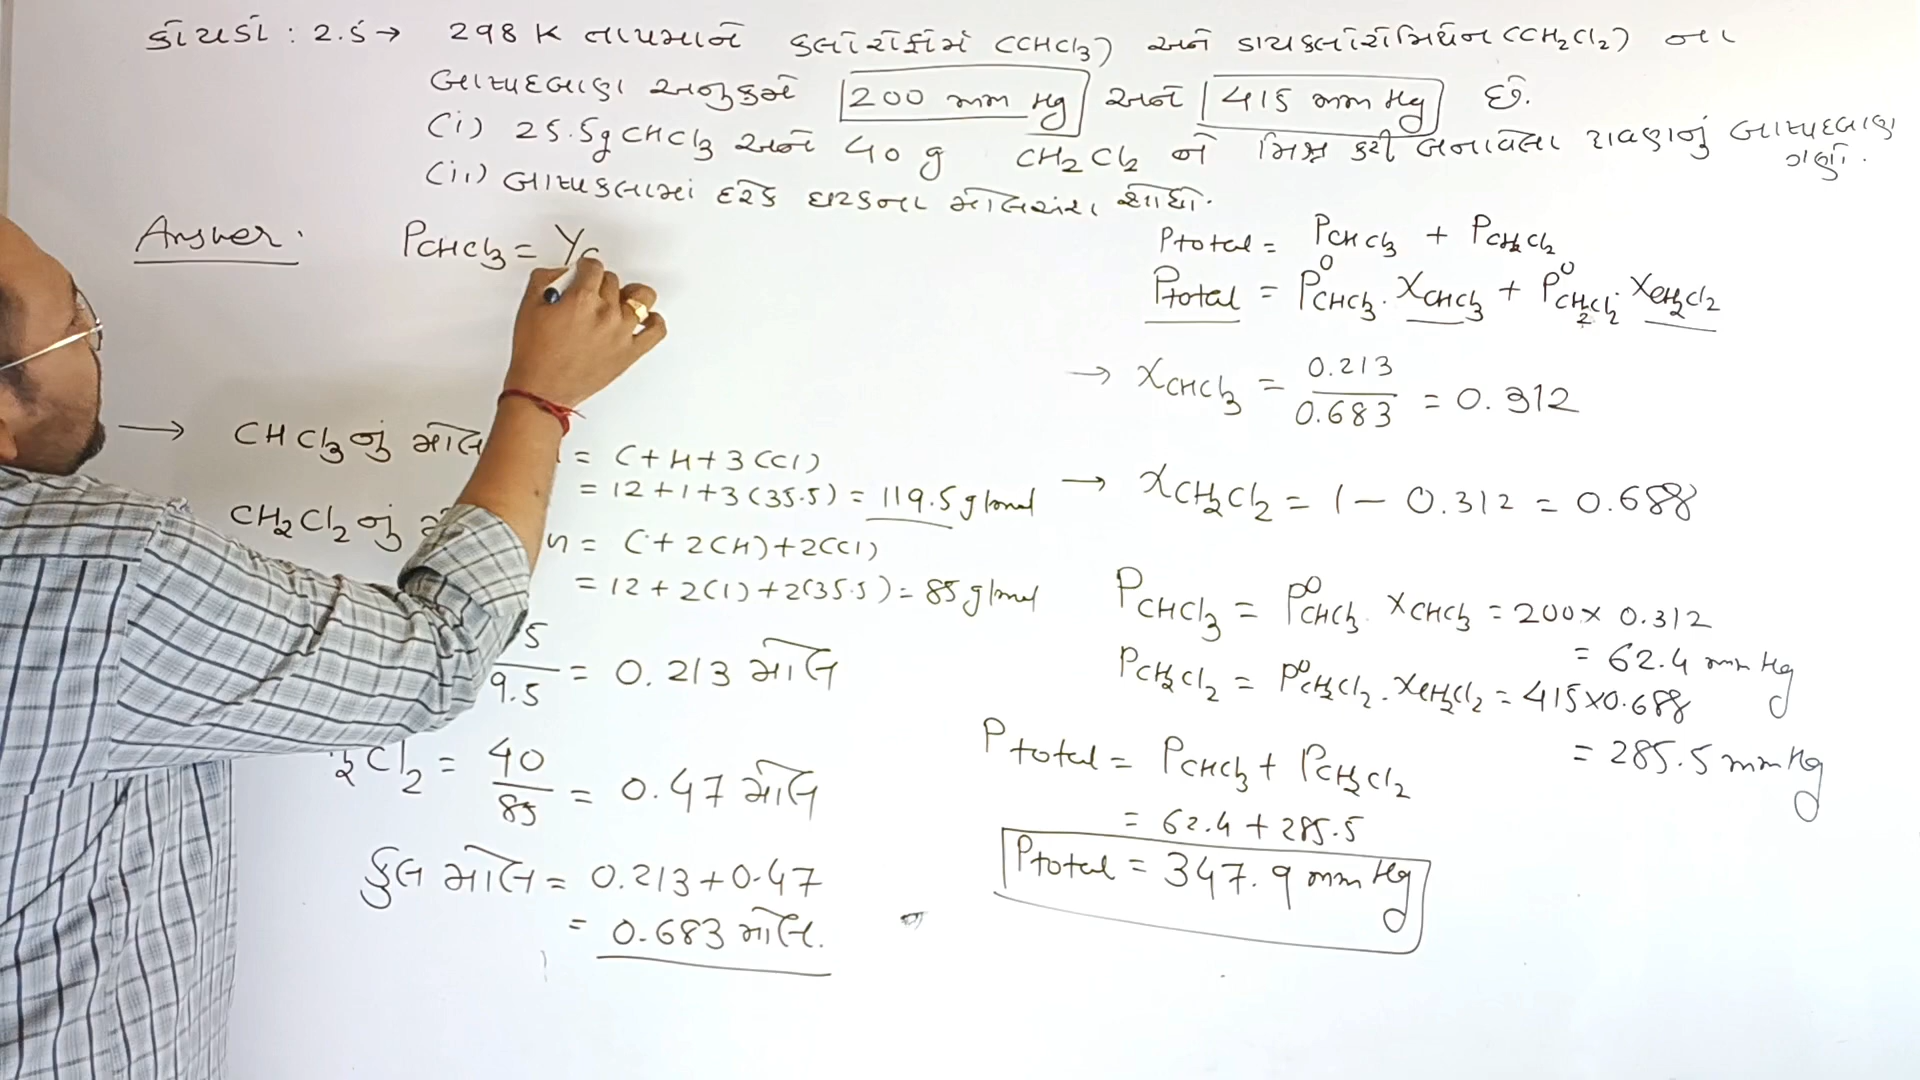 કોયડો : 2.5 → 298 K તાપમાને ક્લોરોફોર્મ (CHCl3) અને ડાયક્લોરોમિથેન (CH2Cl2) ના
બાષ્પદબાણ અનુક્રમે 200 mm Hg અને 415 mm Hg છે.
(i) 25.5g CHCl3 અને 40 g CH2Cl2 ને મિશ્ર કરી બનાવેલા દ્રાવણનું બાષ્પદબાણ ગણો.
(ii) બાષ્પકલામાં દરેક ઘટકના મોલઅંશ શોધો.
Answer.
PCHCl3 = Y
→ CHCl3નું
= C+H+3(Cl)
= 12+1+3(35.5) = 119.5 g/mol
CH2Cl2નું
= C+2(H)+2(Cl)
= 12+2(1)+2(35.5) = 85 g/mol
5/9.5 = 0.213 મોલ
Cl2 = 40/85 = 0.47 મોલ
કુલ મોલ = 0.213+0.47
= 0.683 મોલ.
Ptotal = PCHCl3 + PCH2Cl2
Ptotal = P⁰CHCl3 . XCHCl3 + P⁰CH2Cl2 . XCH2Cl2
→ XCHCl3 = 0.213/0.683 = 0.312
→ XCH2Cl2 = 1 - 0.312 = 0.688
PCHCl3 = P⁰CHCl3 . XCHCl3 = 200 × 0.312
= 62.4 mm Hg
PCH2Cl2 = P⁰CH2Cl2 . XCH2Cl2 = 415×0.688
= 285.5 mm Hg
Ptotal = PCHCl3 + PCH2Cl2
= 62.4 + 285.5
Ptotal = 347.9 mm Hg